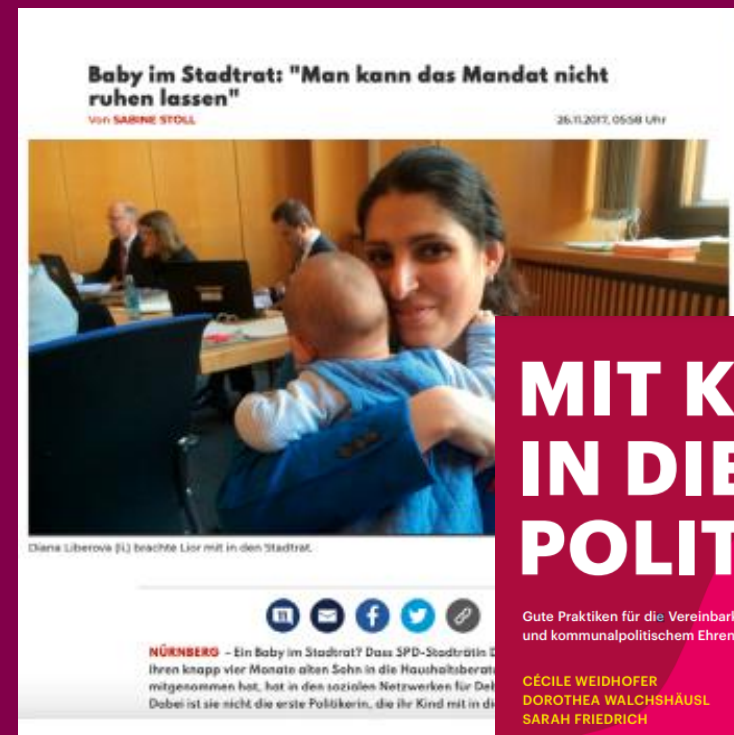 Baby im Stadtrat: "Man kann das Mandat nicht
ruhen lassen"
Von SABINE STOLL
26.11.2017, 05:58 Uhr
Diana Liberova (li.) brachte Lior mit in den Stadtrat.
NÜRNBERG – Ein Baby im Stadtrat? Dass SPD-Stadträtin D
ihren knapp vier Monate alten Sohn in die Haushaltsberat
mitgenommen hat, hat in den sozialen Netzwerken für Deb
Dabei ist sie nicht die erste Politikerin, die ihr Kind mit in di
MIT K
IN DIE
POLIT
Gute Praktiken für die Vereinbark
und kommunalpolitischem Ehren
CÉCILE WEIDHOFER
DOROTHEA WALCHSHÄUSL
SARAH FRIEDRICH